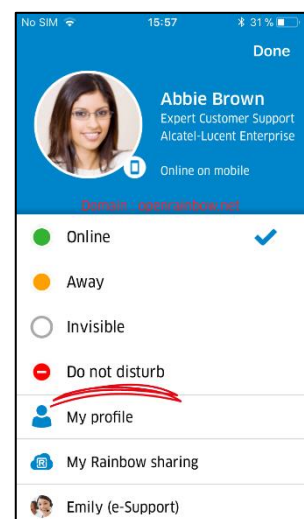 No SIM 15:57 31 %
Done
Abbie Brown
Expert Customer Support
Alcatel-Lucent Enterprise
Online on mobile
Domain : openrainbow.net
Online
Away
Invisible
Do not disturb
My profile
R My Rainbow sharing
Emily (e-Support)